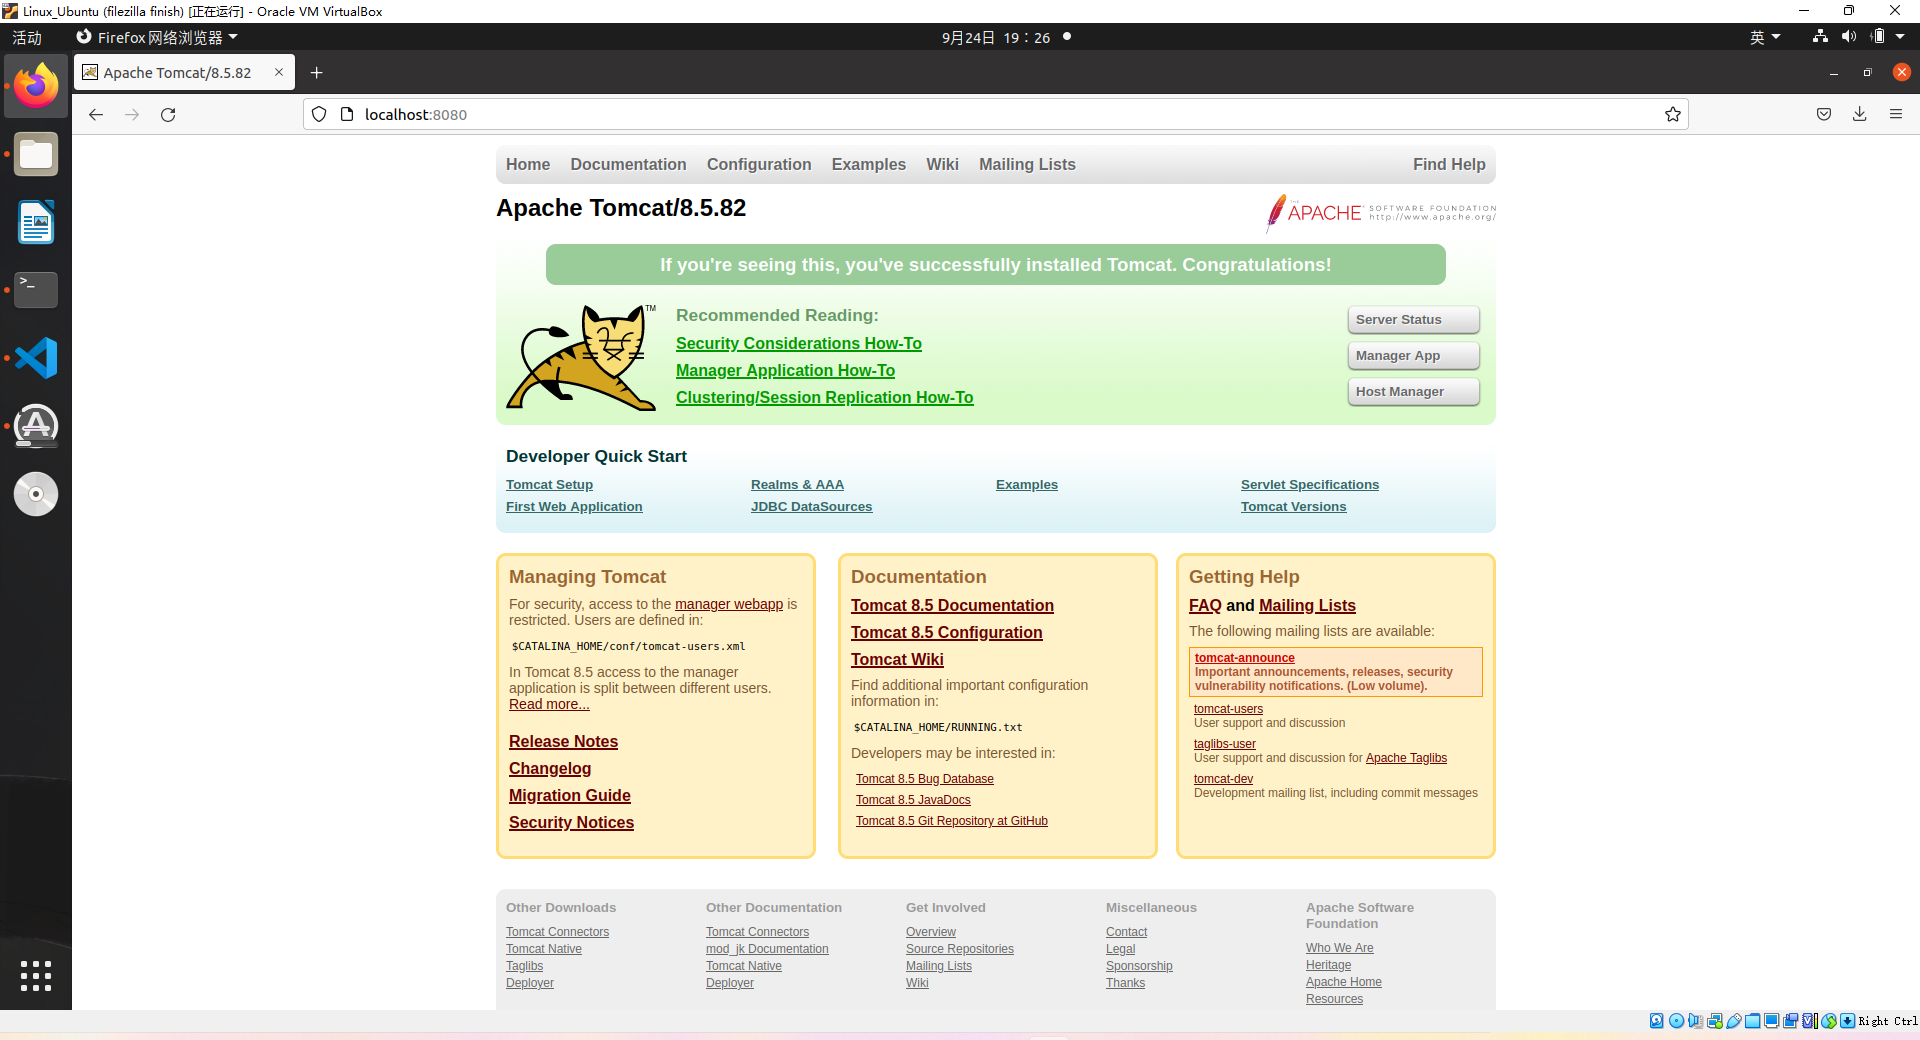 Linux_Ubuntu (filezilla finish) [正在运行] - Oracle VM VirtualBox
活动
Firefox 网络浏览器
9月24日 19：26
英
Apache Tomcat/8.5.82
localhost:8080
Home Documentation Configuration Examples Wiki Mailing Lists Find Help
Apache Tomcat/8.5.82
APACHE SOFTWARE FOUNDATION
http://www.apache.org/
If you're seeing this, you've successfully installed Tomcat. Congratulations!
TM
Recommended Reading:
Security Considerations How-To
Manager Application How-To
Clustering/Session Replication How-To
Server Status
Manager App
Host Manager
Developer Quick Start
Tomcat Setup
First Web Application
Realms & AAA
JDBC DataSources
Examples
Servlet Specifications
Tomcat Versions
Managing Tomcat
For security, access to the manager webapp is
restricted. Users are defined in:
$CATALINA_HOME/conf/tomcat-users.xml
In Tomcat 8.5 access to the manager
application is split between different users.
Read more...
Release Notes
Changelog
Migration Guide
Security Notices
Documentation
Tomcat 8.5 Documentation
Tomcat 8.5 Configuration
Tomcat Wiki
Find additional important configuration
information in:
$CATALINA_HOME/RUNNING.txt
Developers may be interested in:
Tomcat 8.5 Bug Database
Tomcat 8.5 JavaDocs
Tomcat 8.5 Git Repository at GitHub
Getting Help
FAQ and Mailing Lists
The following mailing lists are available:
tomcat-announce
Important announcements, releases, security
vulnerability notifications. (Low volume).
tomcat-users
User support and discussion
taglibs-user
User support and discussion for Apache Taglibs
tomcat-dev
Development mailing list, including commit messages
Other Downloads
Tomcat Connectors
Tomcat Native
Taglibs
Deployer
Other Documentation
Tomcat Connectors
mod_jk Documentation
Tomcat Native
Deployer
Get Involved
Overview
Source Repositories
Mailing Lists
Wiki
Miscellaneous
Contact
Legal
Sponsorship
Thanks
Apache Software
Foundation
Who We Are
Heritage
Apache Home
Resources
Right Ctrl